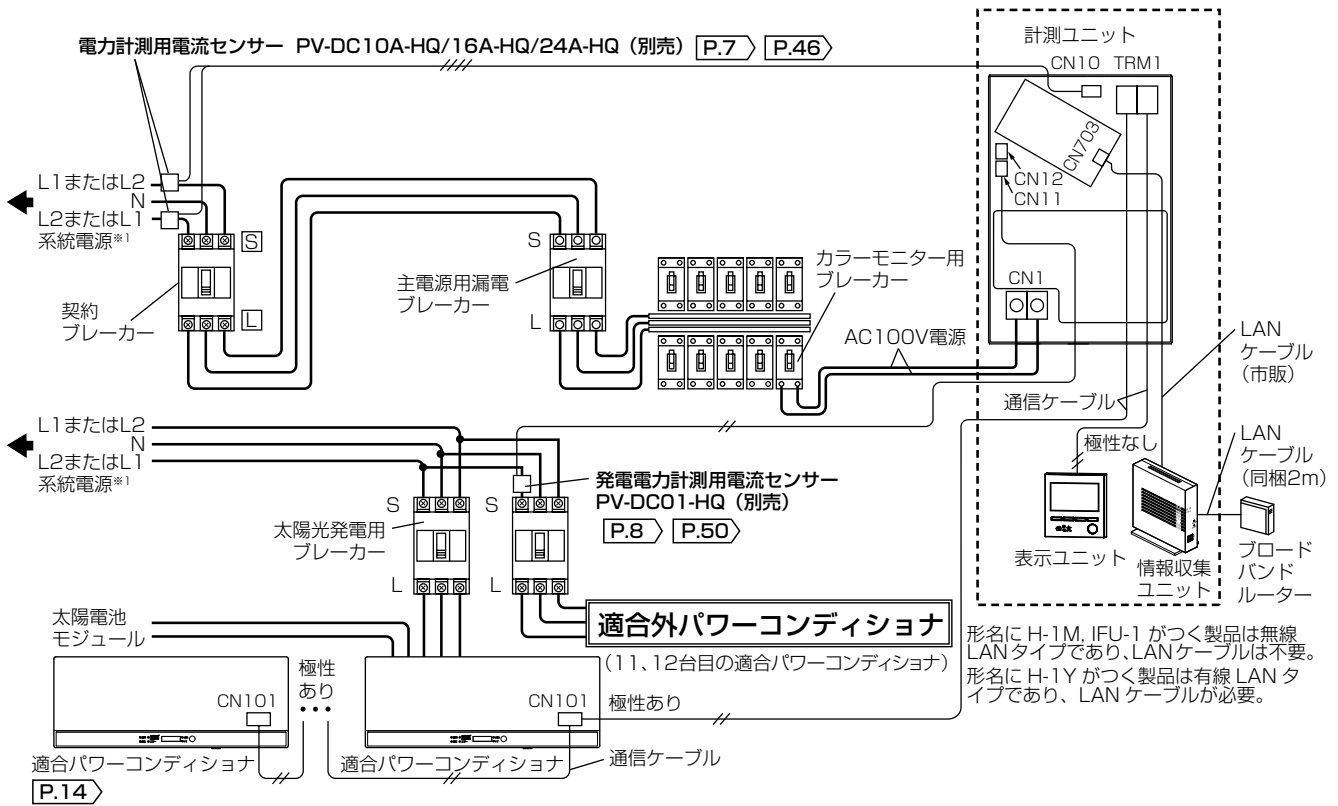 電力計測用電流センサー PV-DC10A-HQ/16A-HQ/24A-HQ（別売） P.7 P.46
計測ユニット
CN10 TRM1
CN703
CN12
CN11
L1またはL2
N
L2またはL1
系統電源※1
S
L
契約
ブレーカー
S
主電源用漏電
ブレーカー
L
カラーモニター用
ブレーカー
CN1
AC100V電源
LAN
ケーブル
（市販）
通信ケーブル
極性なし
LAN
ケーブル
（同梱2m）
L1またはL2
N
L2またはL1
系統電源※1
発電電力計測用電流センサー
PV-DC01-HQ（別売）
P.8 P.50
S
S
太陽光発電用
ブレーカー
L
L
表示ユニット
情報収集
ユニット
ブロード
バンド
ルーター
適合外パワーコンディショナ
（11、12台目の適合パワーコンディショナ）
形名に H-1M, IFU-1 がつく製品は無線
LANタイプであり、LANケーブルは不要。
形名に H-1Y がつく製品は有線 LAN タ
イプであり、LAN ケーブルが必要。
太陽電池
モジュール
CN101
極性
あり
CN101
極性あり
適合パワーコンディショナ
適合パワーコンディショナ
通信ケーブル
P.14